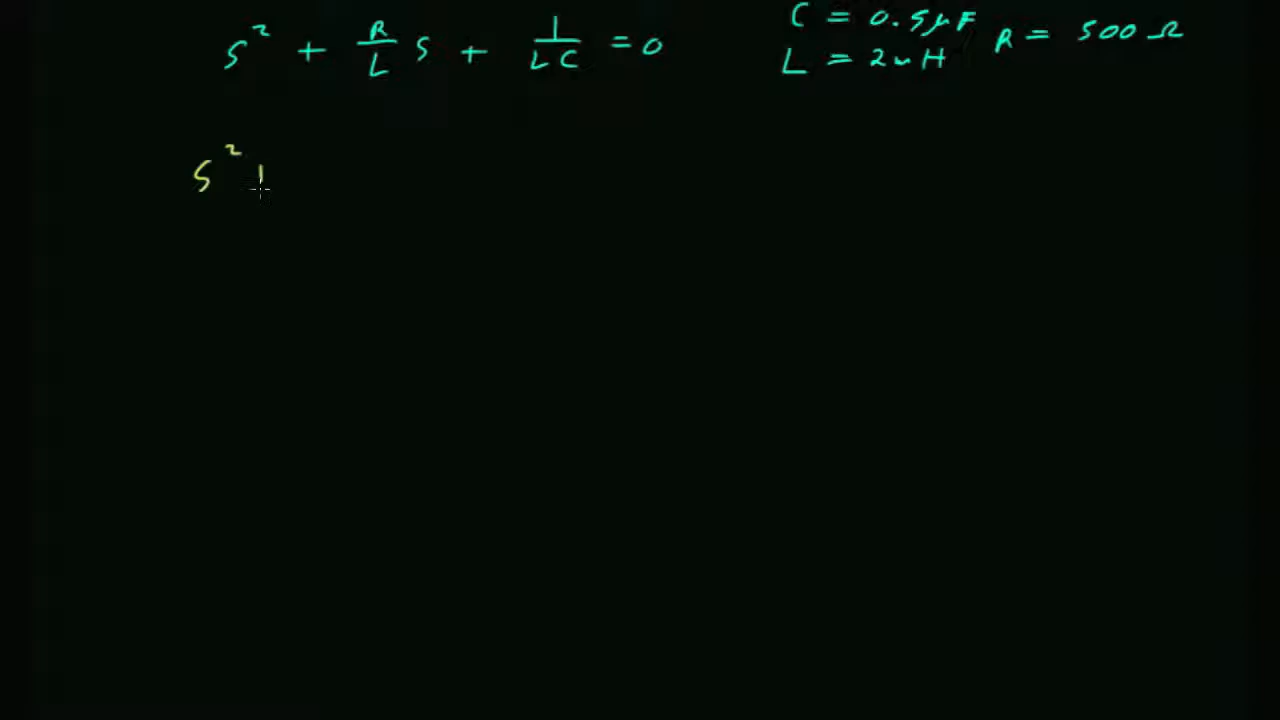 s² + R/L s + 1/LC = 0
C = 0.5μF
L = 2mH
R = 500 Ω
s² +